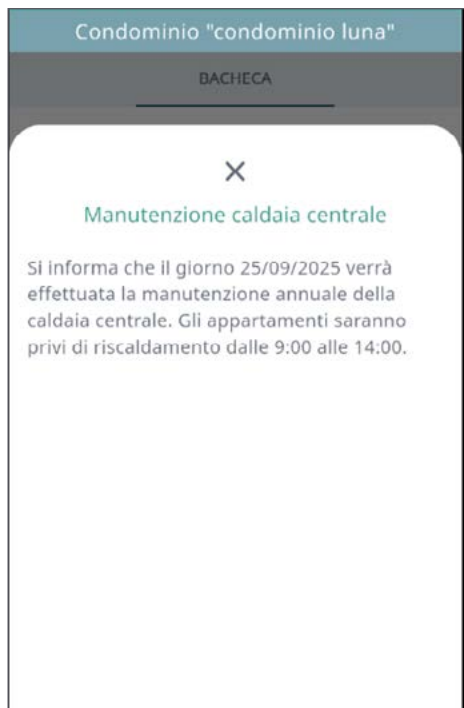 Condominio "condominio luna"
BACHECA
Manutenzione caldaia centrale
Si informa che il giorno 25/09/2025 verrà
effettuata la manutenzione annuale della
caldaia centrale. Gli appartamenti saranno
privi di riscaldamento dalle 9:00 alle 14:00.